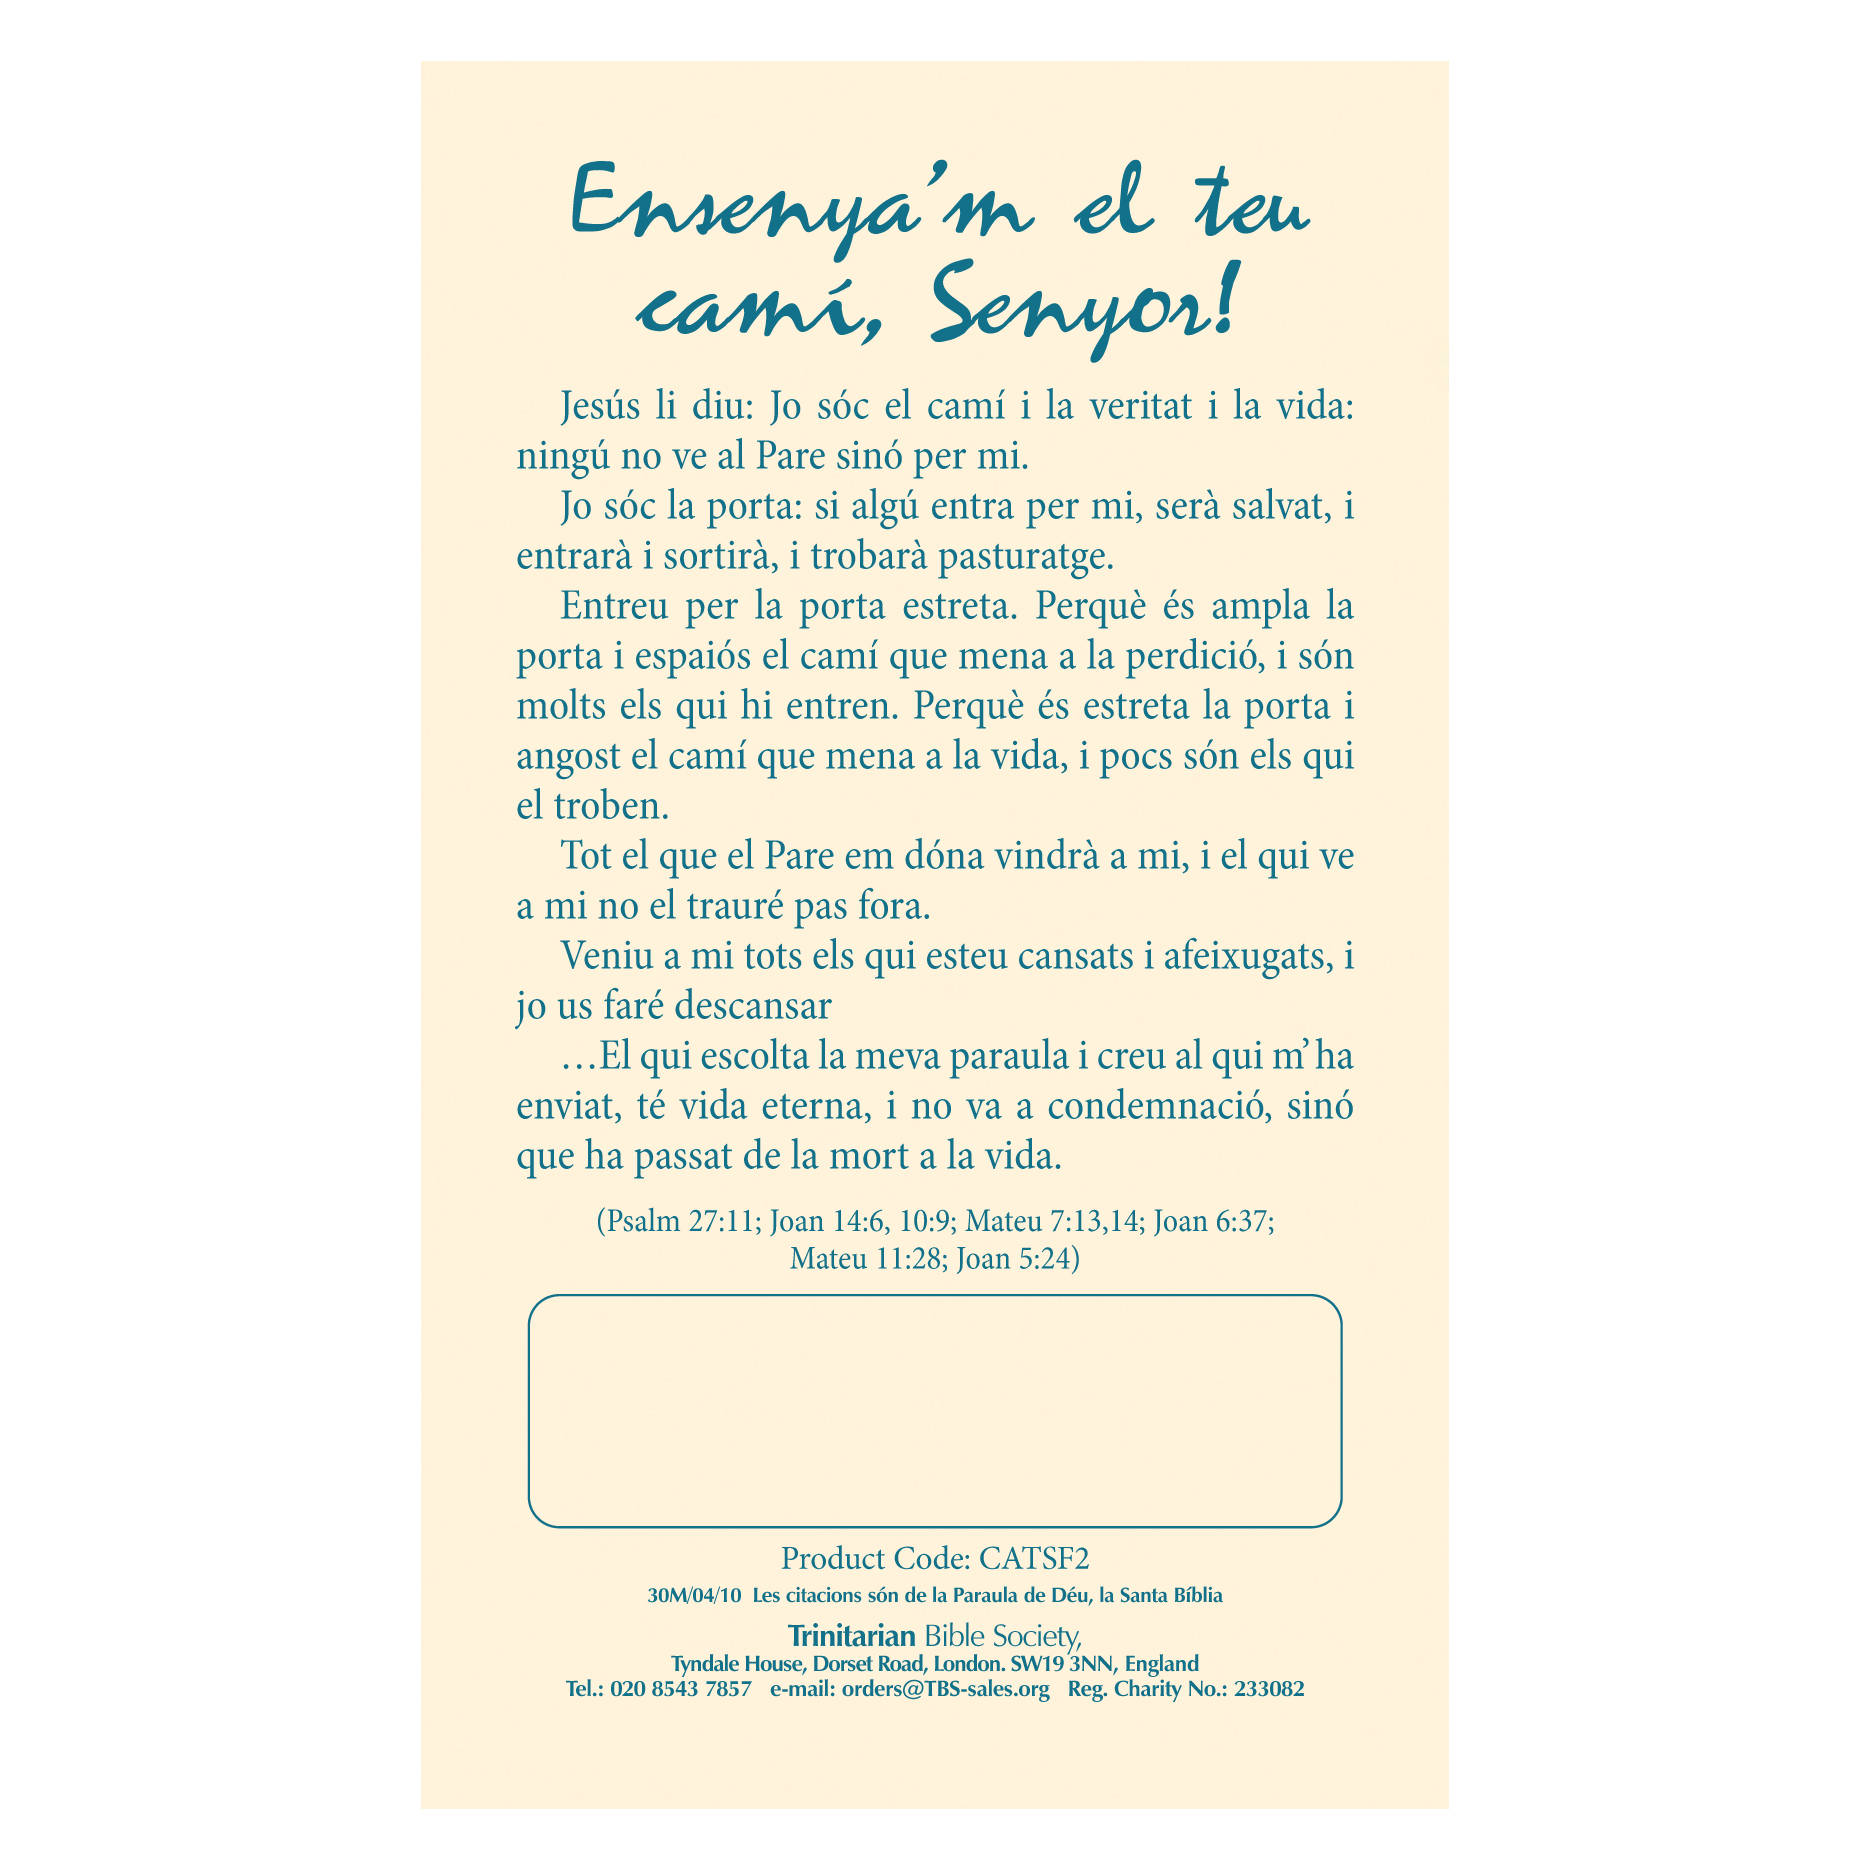 Ensenya’m el teu
camí, Senyor!
Jesús li diu: Jo sóc el camí i la veritat i la vida:
ningú no ve al Pare sinó per mi.
Jo sóc la porta: si algú entra per mi, serà salvat, i
entrarà i sortirà, i trobarà pasturatge.
Entreu per la porta estreta. Perquè és ampla la
porta i espaiós el camí que mena a la perdició, i són
molts els qui hi entren. Perquè és estreta la porta i
angost el camí que mena a la vida, i pocs són els qui
el troben.
Tot el que el Pare em dóna vindrà a mi, i el qui ve
a mi no el trauré pas fora.
Veniu a mi tots els qui esteu cansats i afeixugats, i
jo us faré descansar
…El qui escolta la meva paraula i creu al qui m’ha
enviat, té vida eterna, i no va a condemnació, sinó
que ha passat de la mort a la vida.
(Psalm 27:11; Joan 14:6, 10:9; Mateu 7:13,14; Joan 6:37;
Mateu 11:28; Joan 5:24)
Product Code: CATSF2
30M/04/10 Les citacions són de la Paraula de Déu, la Santa Bíblia
Trinitarian Bible Society,
Tyndale House, Dorset Road, London. SW19 3NN, England
Tel.: 020 8543 7857 e-mail: orders@TBS-sales.org Reg. Charity No.: 233082